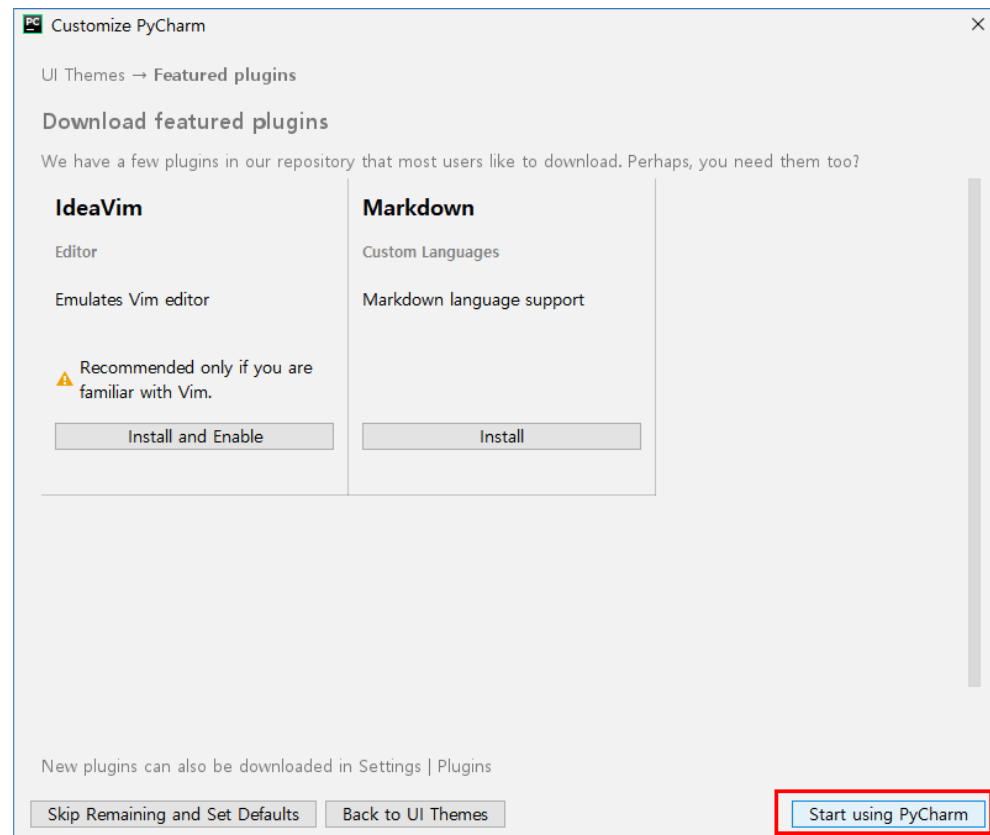 PC Customize PyCharm
UI Themes → Featured plugins
Download featured plugins
We have a few plugins in our repository that most users like to download. Perhaps, you need them too?
IdeaVim
Editor
Emulates Vim editor
Recommended only if you are
familiar with Vim.
Install and Enable
Markdown
Custom Languages
Markdown language support
Install
New plugins can also be downloaded in Settings | Plugins
Skip Remaining and Set Defaults
Back to UI Themes
Start using PyCharm